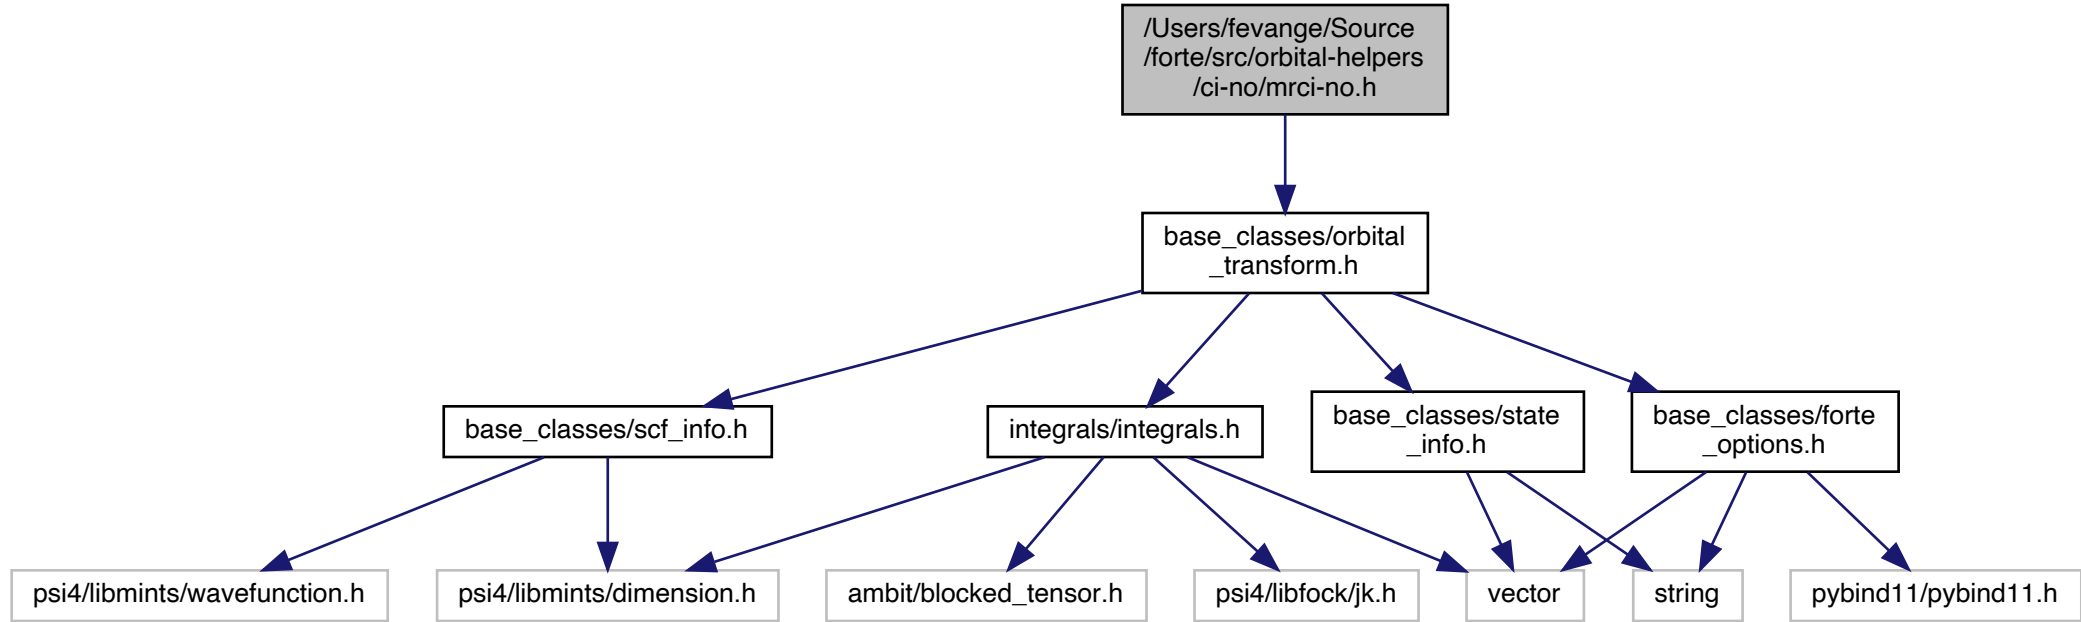 /Users/fevange/Source
/forte/src/orbital-helpers
/ci-no/mrci-no.h
base_classes/orbital
_transform.h
base_classes/scf_info.h
integrals/integrals.h
base_classes/state
_info.h
base_classes/forte
_options.h
psi4/libmints/wavefunction.h
psi4/libmints/dimension.h
ambit/blocked_tensor.h
psi4/libfock/jk.h
vector
string
pybind11/pybind11.h